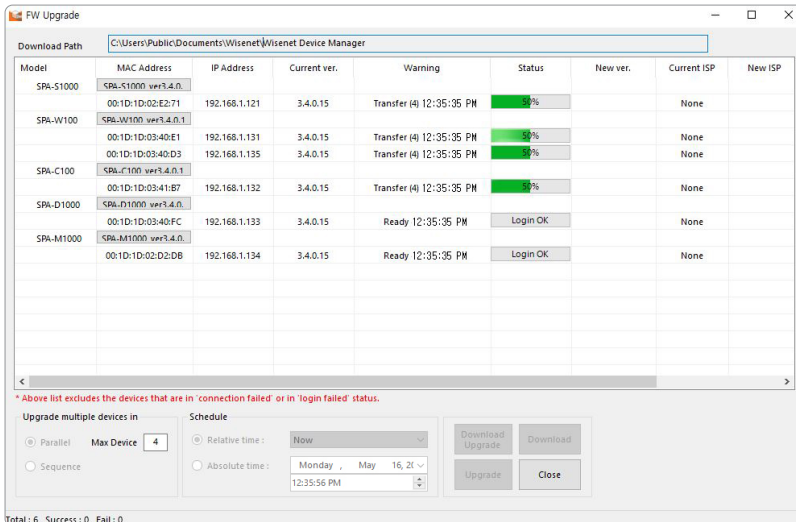 FW Upgrade
Download Path C:\Users\Public\Documents\Wisenet\Wisenet Device Manager
Model MAC Address IP Address Current ver. Warning Status New ver. Current ISP New ISP
SPA-S1000 SPA-S1000 ver3.4.0.
00:1D:1D:02:E2:71 192.168.1.121 3.4.0.15 Transfer (4) 12:35:35 PM 50% None
SPA-W100 SPA-W100 ver3.4.0.1
00:1D:1D:03:40:E1 192.168.1.131 3.4.0.15 Transfer (4) 12:35:35 PM 50% None
00:1D:1D:03:40:D3 192.168.1.135 3.4.0.15 Transfer (4) 12:35:35 PM 50% None
SPA-C100 SPA-C100 ver3.4.0.1
00:1D:1D:03:41:B7 192.168.1.132 3.4.0.15 Transfer (4) 12:35:35 PM 50% None
SPA-D1000 SPA-D1000 ver3.4.0.
00:1D:1D:03:40:FC 192.168.1.133 3.4.0.15 Ready 12:35:35 PM Login OK None
SPA-M1000 SPA-M1000 ver3.4.0.
00:1D:1D:02:D2:DB 192.168.1.134 3.4.0.15 Ready 12:35:35 PM Login OK None
* Above list excludes the devices that are in 'connection failed' or in 'login failed' status.
Upgrade multiple devices in
Parallel Max Device 4
Sequence
Schedule
Relative time : Now
Absolute time : Monday , May 16, 20
12:35:56 PM
Download Upgrade
Download
Upgrade
Close
Total : 6 Success : 0 Fail : 0